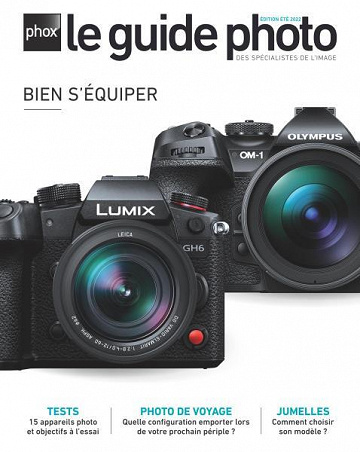 phox
le guide photo
ÉDITION ÉTÉ 2022
DES SPÉCIALISTES DE L'IMAGE
BIEN S'ÉQUIPER
OLYMPUS
OM-1
LUMIX
GH6
LEICA
TESTS
15 appareils photo
et objectifs à l'essai
PHOTO DE VOYAGE
Quelle configuration emporter lors
de votre prochain périple ?
JUMELLES
Comment choisir
son modèle ?